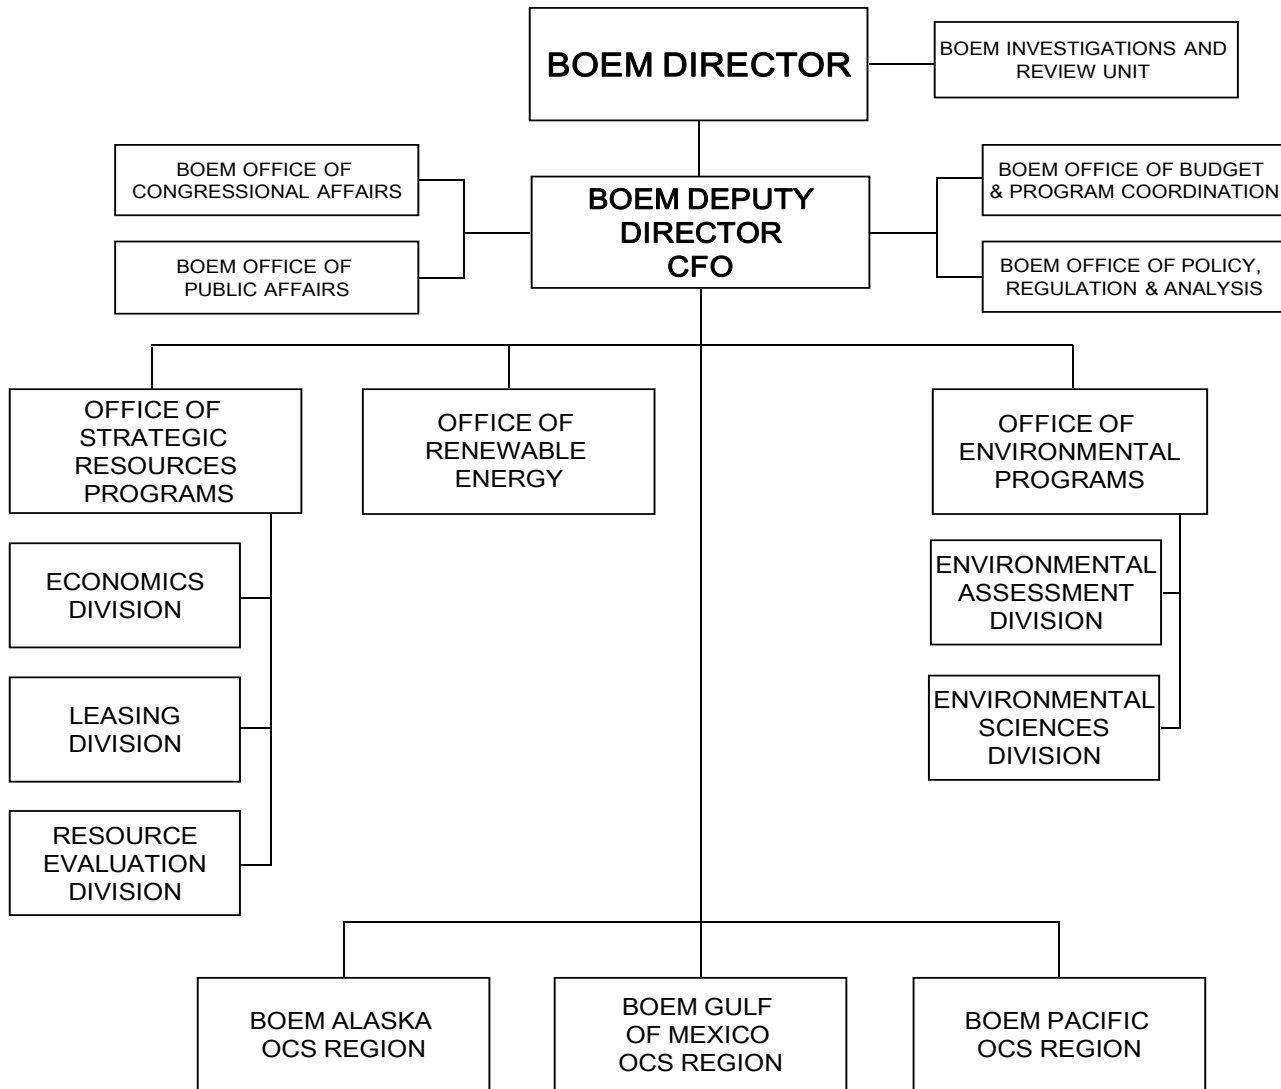 BOEM DIRECTOR
BOEM INVESTIGATIONS AND
REVIEW UNIT
BOEM OFFICE OF
CONGRESSIONAL AFFAIRS
BOEM DEPUTY
DIRECTOR
CFO
BOEM OFFICE OF BUDGET
& PROGRAM COORDINATION
BOEM OFFICE OF
PUBLIC AFFAIRS
BOEM OFFICE OF POLICY,
REGULATION & ANALYSIS
OFFICE OF
STRATEGIC
RESOURCES
PROGRAMS
OFFICE OF
RENEWABLE
ENERGY
OFFICE OF
ENVIRONMENTAL
PROGRAMS
ECONOMICS
DIVISION
ENVIRONMENTAL
ASSESSMENT
DIVISION
LEASING
DIVISION
ENVIRONMENTAL
SCIENCES
DIVISION
RESOURCE
EVALUATION
DIVISION
BOEM ALASKA
OCS REGION
BOEM GULF
OF MEXICO
OCS REGION
BOEM PACIFIC
OCS REGION